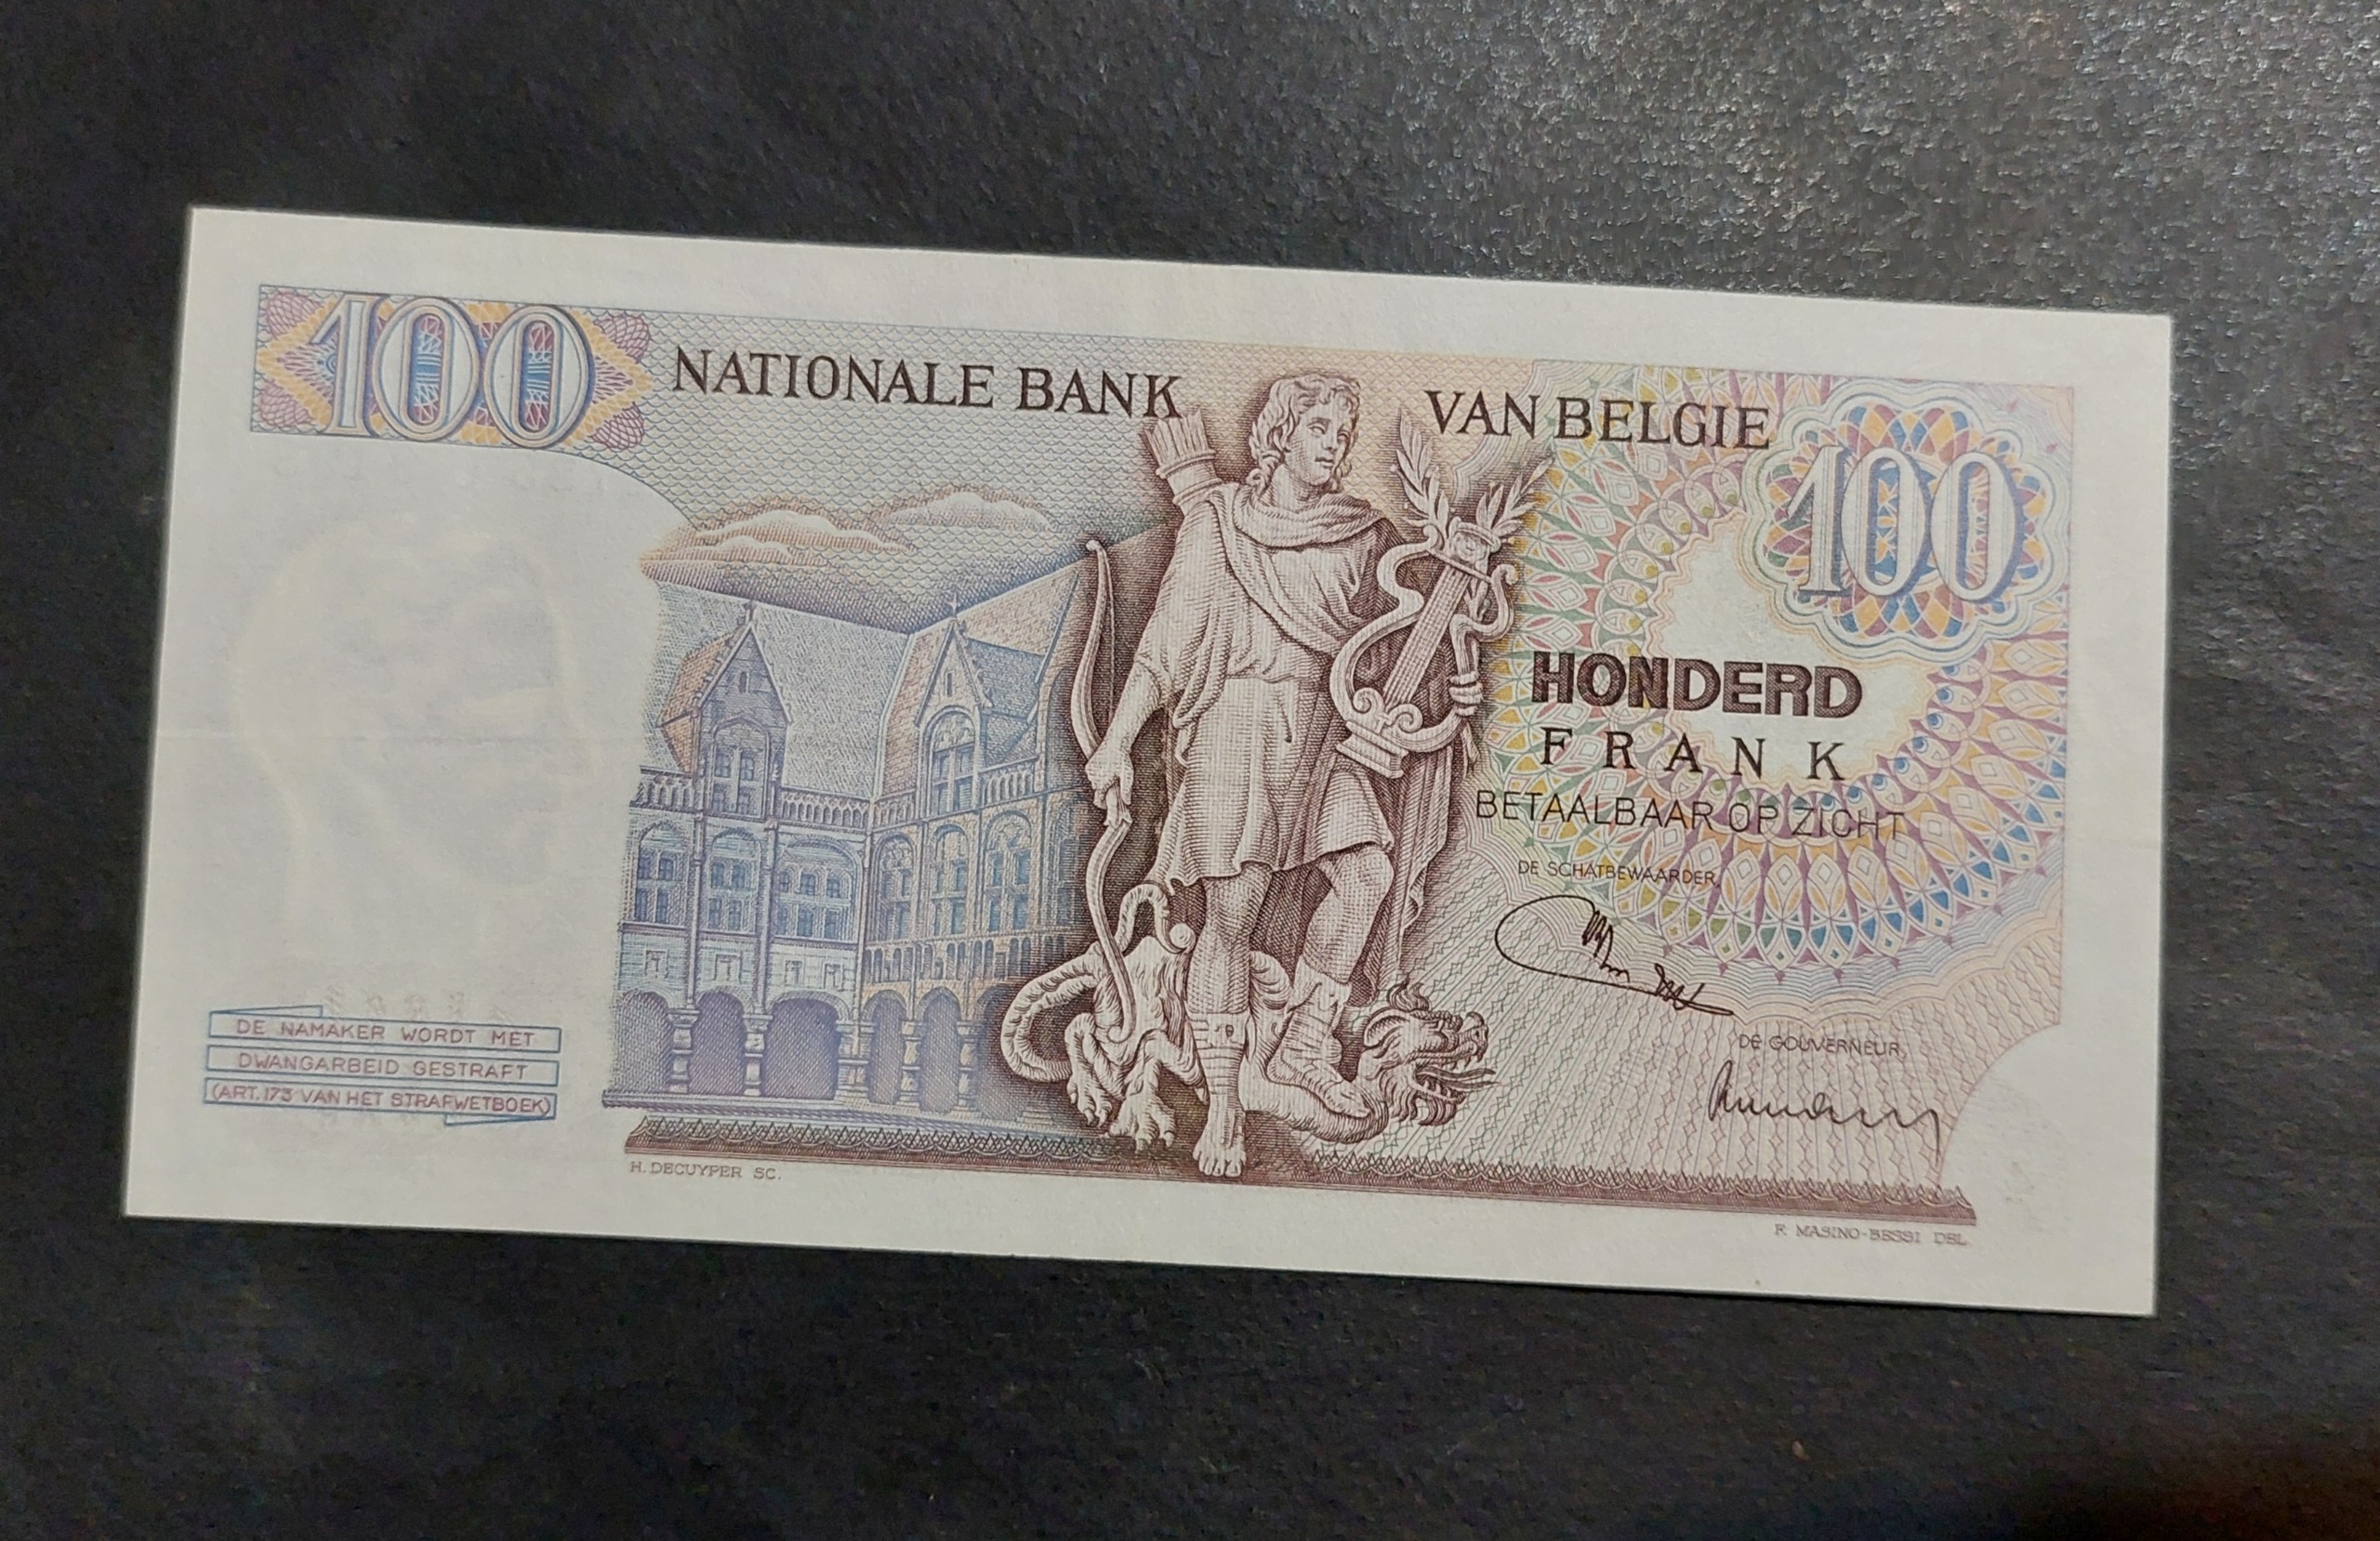 100
NATIONALE BANK VAN BELGIE
100
HONDERD
FRANK
BETAALBAAR OP ZICHT
DE SCHATBEWAARDER,
DE GOUVERNEUR,
DE NAMAKER WORDT MET
DWANGARBEID GESTRAFT
(ART. 173 VAN HET STRAFWETBOEK)
H. DECUYPER SC.
F. MASINO-BESSI DEL.